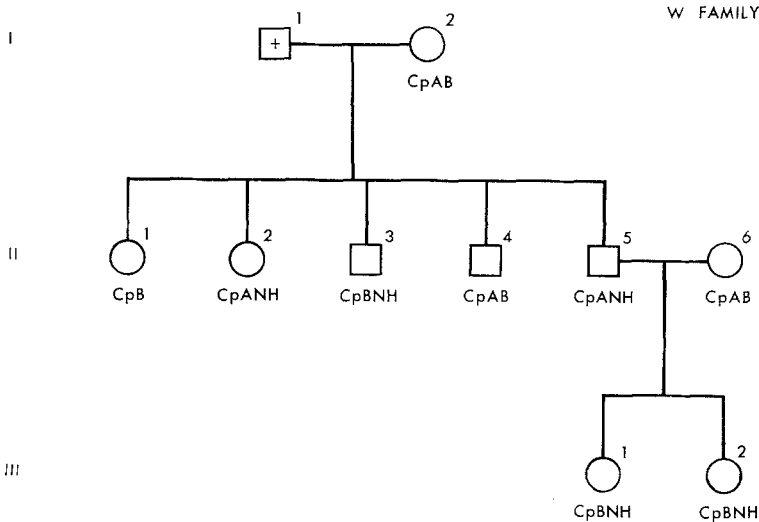 W FAMILY
I
1 2
+
CpAB
II
1 2 3 4 5 6
CpB CpANH CpBNH CpAB CpANH CpAB
III
1 2
CpBNH CpBNH